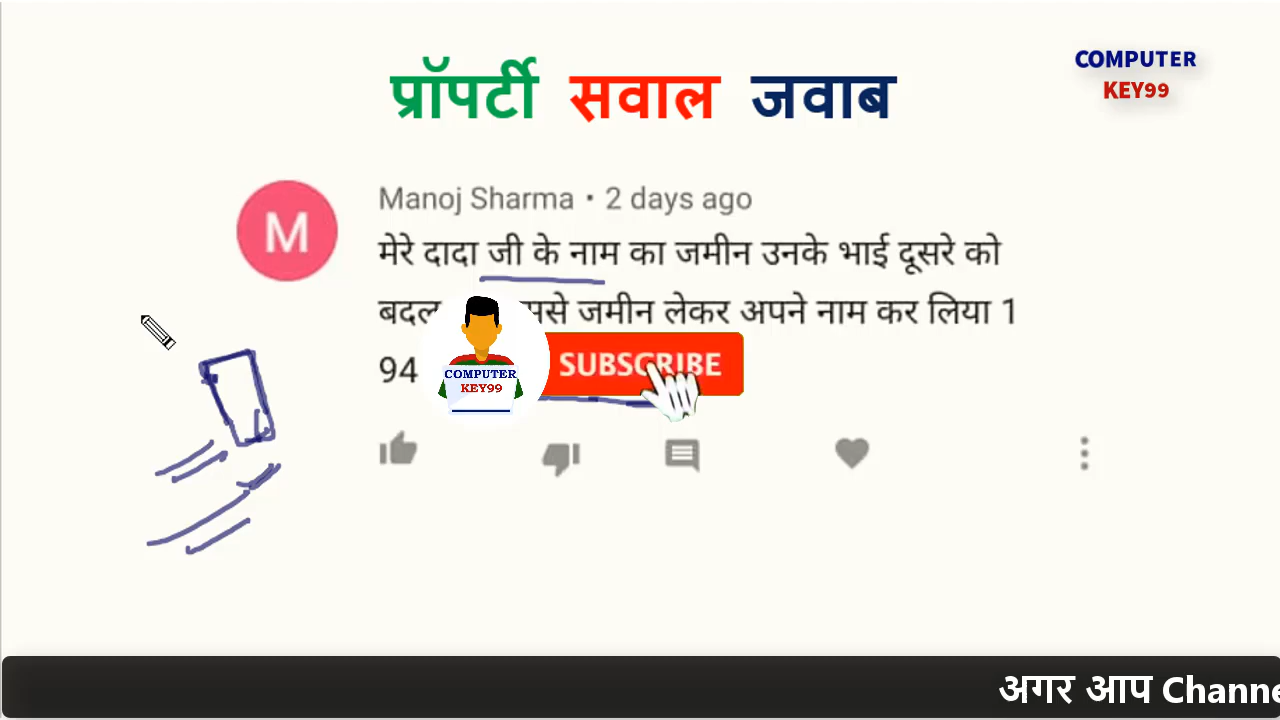 COMPUTER
KEY99
प्रॉपर्टी सवाल जवाब
M
Manoj Sharma • 2 days ago
मेरे दादा जी के नाम का जमीन उनके भाई दूसरे को
जमीन लेकर अपने नाम कर लिया 1
94
COMPUTER
KEY99
SUBSCRIBE
अगर आप Channe